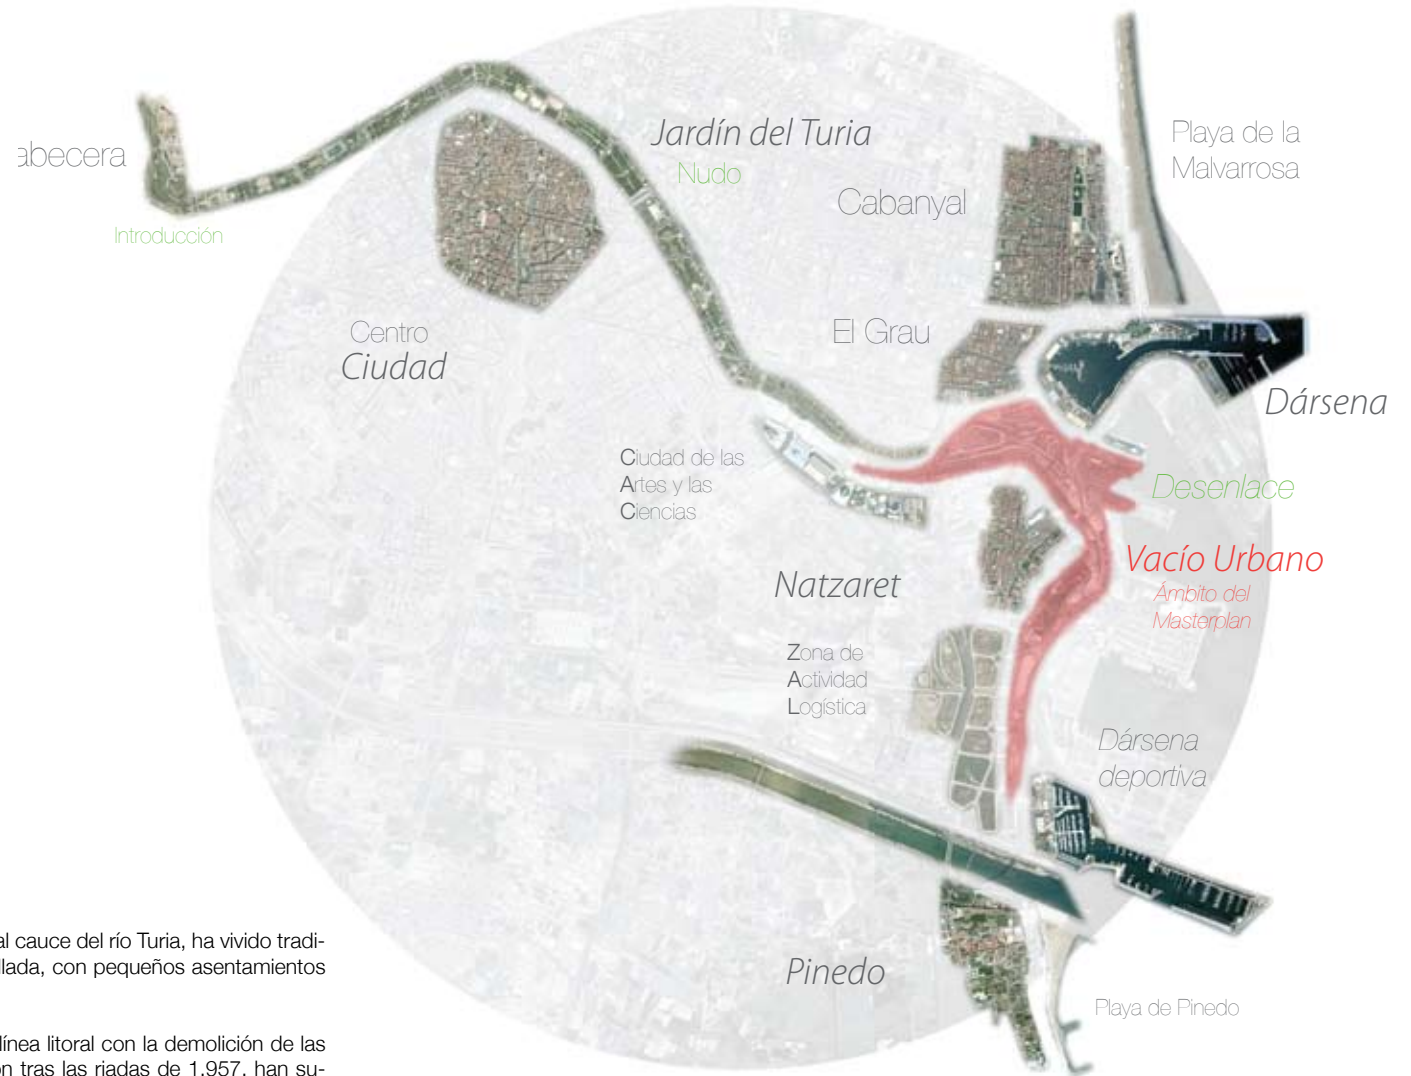 Jardín del Turia
Nudo
Playa de la
Malvarrosa
abecera
Cabanyal
Introducción
Centro
Ciudad
El Grau
Dársena
Ciudad de las
Artes y las
Ciencias
Desenlace
Vacío Urbano
Ámbito del
Masterplan
Natzaret
Zona de
Actividad
Logística
Dársena
deportiva
al cauce del río Turia, ha vivido tradi-
llada, con pequeños asentamientos
Pinedo
Playa de Pinedo
línea litoral con la demolición de las
n tras las riadas de 1.957, han su-